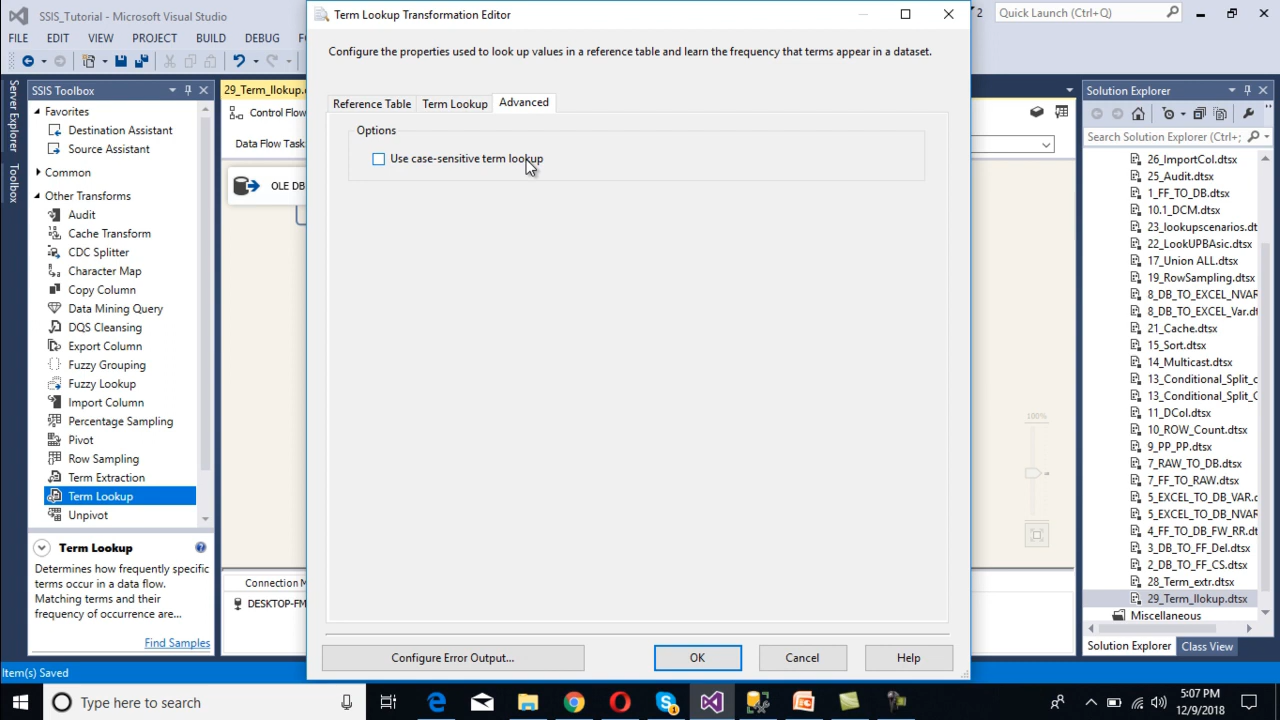 SSIS_Tutorial - Microsoft Visual Studio
Term Lookup Transformation Editor
2
Quick Launch (Ctrl+Q)
FILE EDIT VIEW PROJECT BUILD DEBUG
Configure the properties used to look up values in a reference table and learn the frequency that terms appear in a dataset.
Server Explorer
Toolbox
SSIS Toolbox
Favorites
Destination Assistant
Source Assistant
Common
Other Transforms
Audit
Cache Transform
CDC Splitter
Character Map
Copy Column
Data Mining Query
DQS Cleansing
Export Column
Fuzzy Grouping
Fuzzy Lookup
Import Column
Percentage Sampling
Pivot
Row Sampling
Term Extraction
Term Lookup
Unpivot
Term Lookup
Determines how frequently specific
terms occur in a data flow.
Matching terms and their
frequency of occurrence are...
Find Samples
29_Term_llokup.
Control Flow
Data Flow Task
OLE DB
Connection M
DESKTOP-FM
Reference Table Term Lookup Advanced
Options
Use case-sensitive term lookup
Configure Error Output... OK Cancel Help
100%
Solution Explorer
Search Solution Explorer (Ctrl+;
26_ImportCol.dtsx
25_Audit.dtsx
1_FF_TO_DB.dtsx
10.1_DCM.dtsx
23_lookupscenarios.dt
22_LookUPBAsic.dtsx
17_Union ALL.dtsx
19_RowSampling.dtsx
8_DB_TO_EXCEL_NVAR
8_DB_TO_EXCEL_Var.dt
21_Cache.dtsx
15_Sort.dtsx
14_Multicast.dtsx
13_Conditional_Split_c
13_Conditional_Split_C
11_DCol.dtsx
10_ROW_Count.dtsx
9_PP_PP.dtsx
7_RAW_TO_DB.dtsx
7_FF_TO_RAW.dtsx
5_EXCEL_TO_DB_VAR.d
5_EXCEL_TO_DB_NVAR
4_FF_TO_DB_FW_RR.dt
3_DB_TO_FF_Del.dtsx
2_DB_TO_FF_CS.dtsx
28_Term_extr.dtsx
29_Term_llokup.dtsx
Miscellaneous
Solution Explorer Class View
Item(s) Saved
Type here to search
5:07 PM
12/9/2018